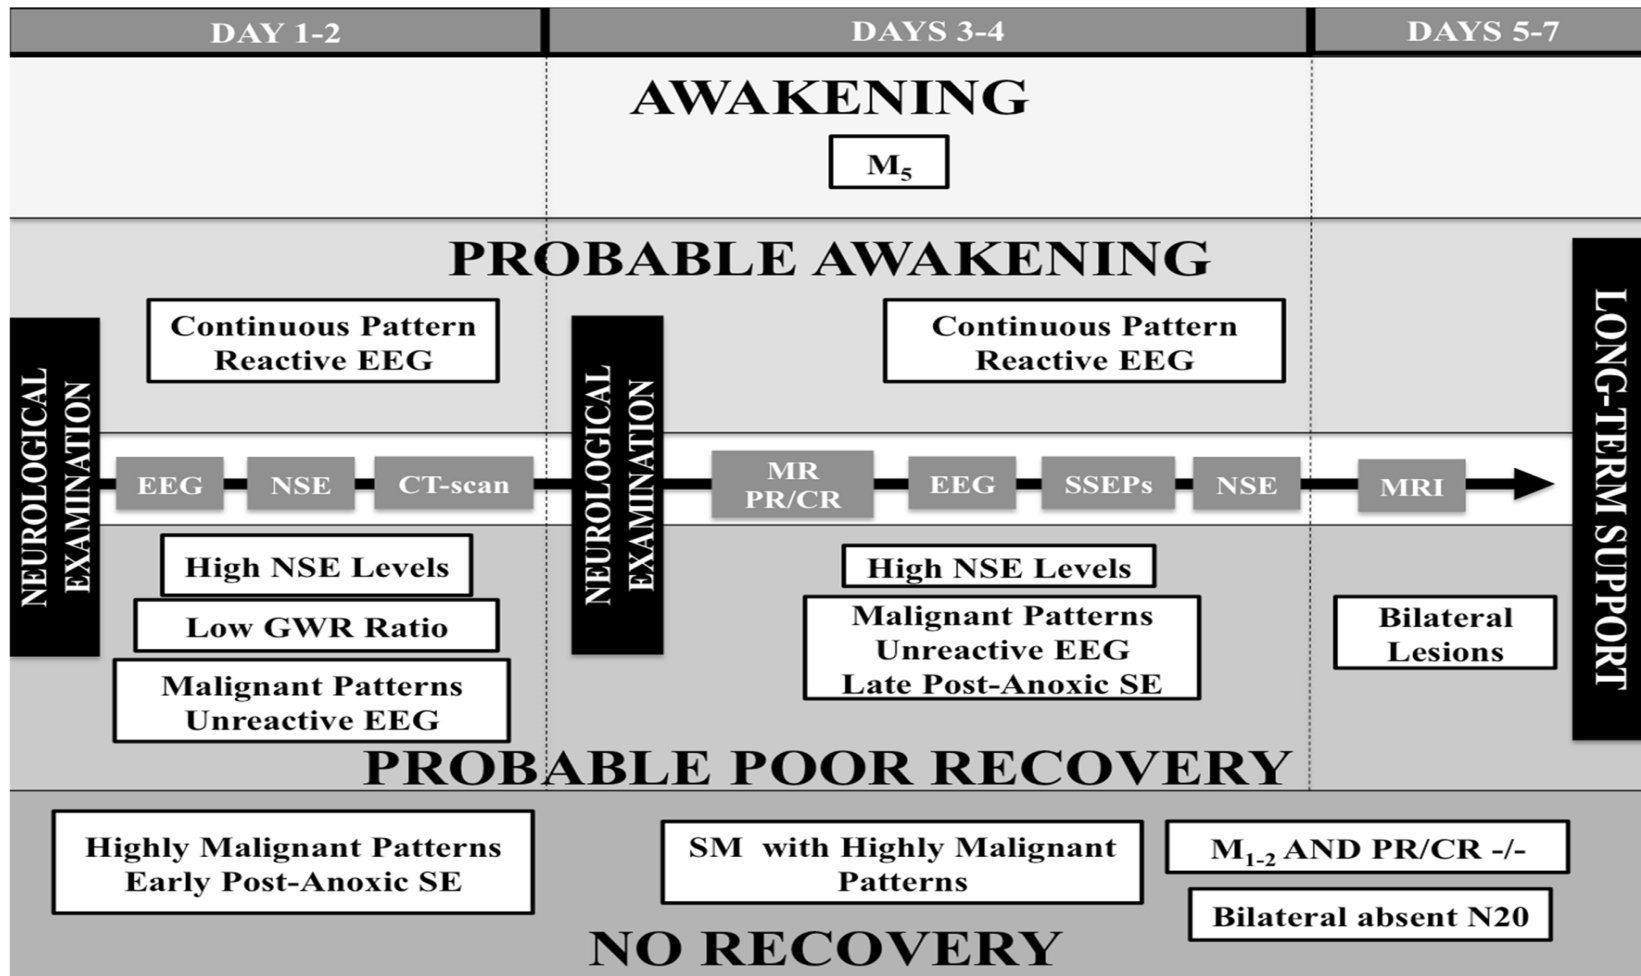 DAY 1-2
DAYS 3-4
DAYS 5-7
AWAKENING
M5
PROBABLE AWAKENING
Continuous Pattern
Reactive EEG
Continuous Pattern
Reactive EEG
NEUROLOGICAL
EXAMINATION
EEG
NSE
CT-scan
NEUROLOGICAL
EXAMINATION
MR
PR/CR
EEG
SSEPs
NSE
MRI
LONG-TERM SUPPORT
High NSE Levels
Low GWR Ratio
Malignant Patterns
Unreactive EEG
High NSE Levels
Malignant Patterns
Unreactive EEG
Late Post-Anoxic SE
Bilateral
Lesions
PROBABLE POOR RECOVERY
Highly Malignant Patterns
Early Post-Anoxic SE
SM with Highly Malignant
Patterns
M1-2 AND PR/CR -/-
Bilateral absent N20
NO RECOVERY